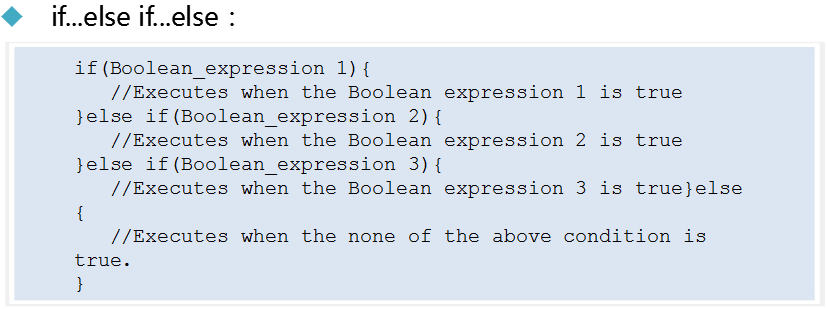 if...else if...else :
if(Boolean_expression 1){
//Executes when the Boolean expression 1 is true
}else if(Boolean_expression 2){
//Executes when the Boolean expression 2 is true
}else if(Boolean_expression 3){
//Executes when the Boolean expression 3 is true}else
{
//Executes when the none of the above condition is
true.
}